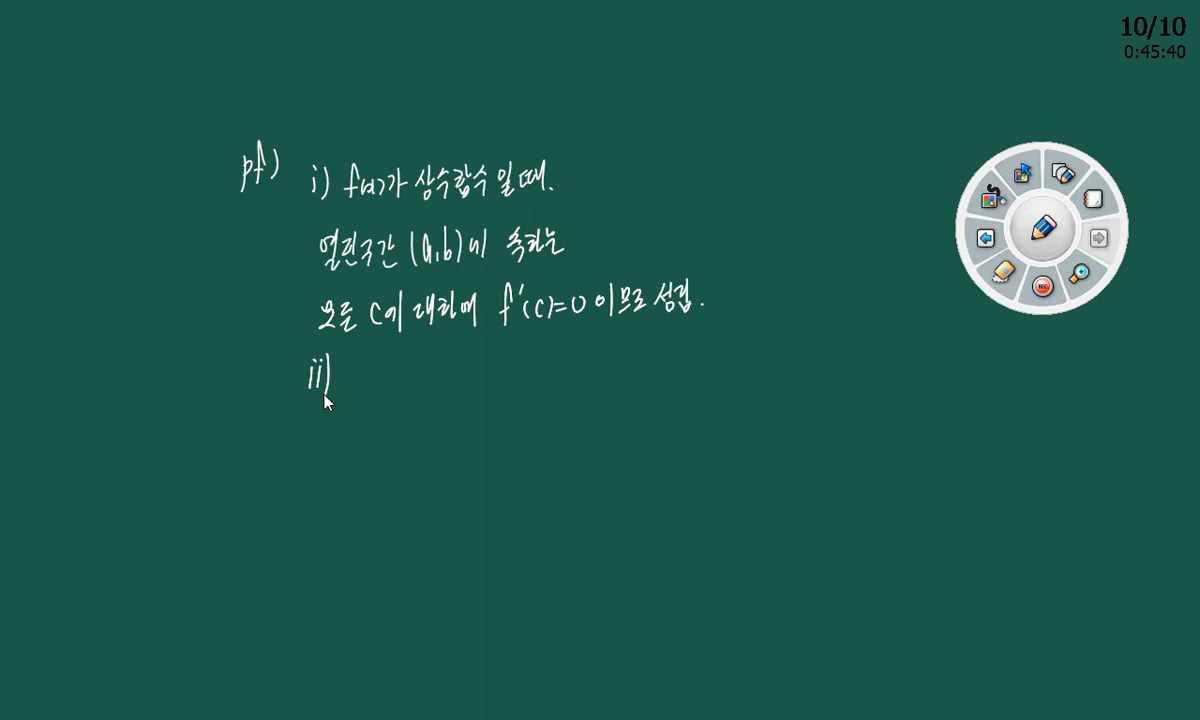 10/10
0:45:40
pf) i) f(x)가 상수함수 일 때.
열린구간 (a,b)에 속하는
모든 c에 대하여 f'(c)=0 이므로 성립.
ii)
REC